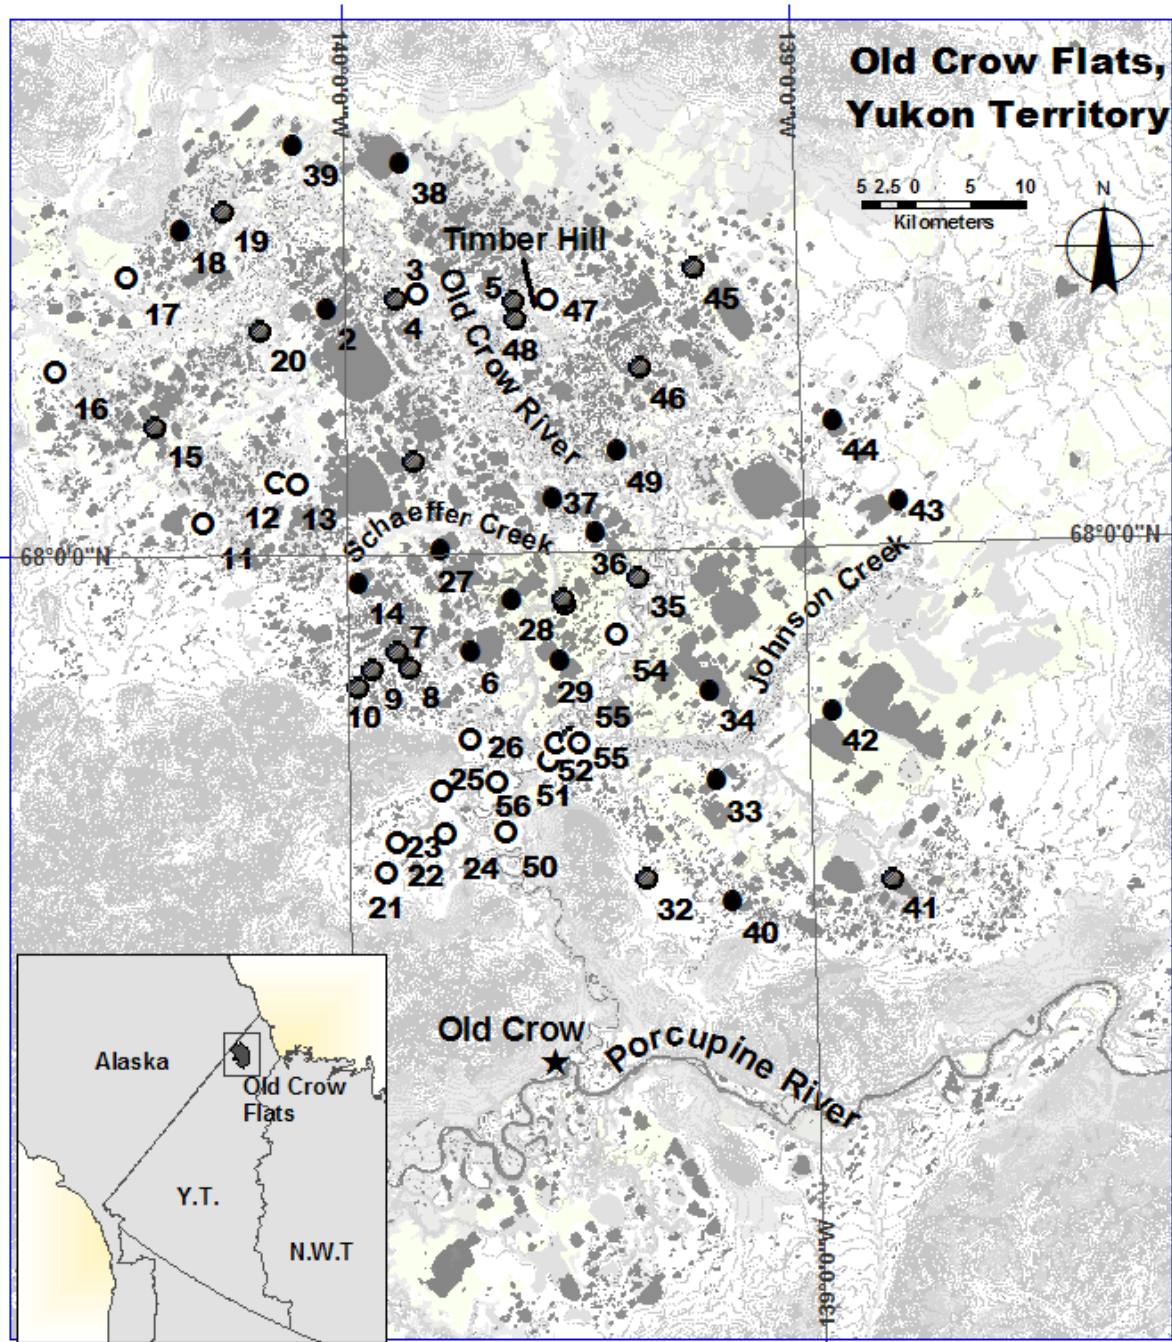 Old Crow Flats,
Yukon Territory
140°0'0"W
139°0'0"W
5 2.5 0 5 10
Kilometers
N
39
38
19
18
17
Timber Hill
3
5
47
45
4
2
48
20
Old Crow River
46
16
15
44
49
12
13
37
43
11
Schaeffer Creek
68°0'0"N
68°0'0"N
36
27
14
35
Johnson Creek
28
7
54
6
29
9
8
10
34
55
42
26
52
55
25
51
56
33
23
24
50
22
21
32
41
40
Old Crow
Porcupine River
Alaska
Old Crow
Flats
Y.T.
N.W.T
139°0'0"W